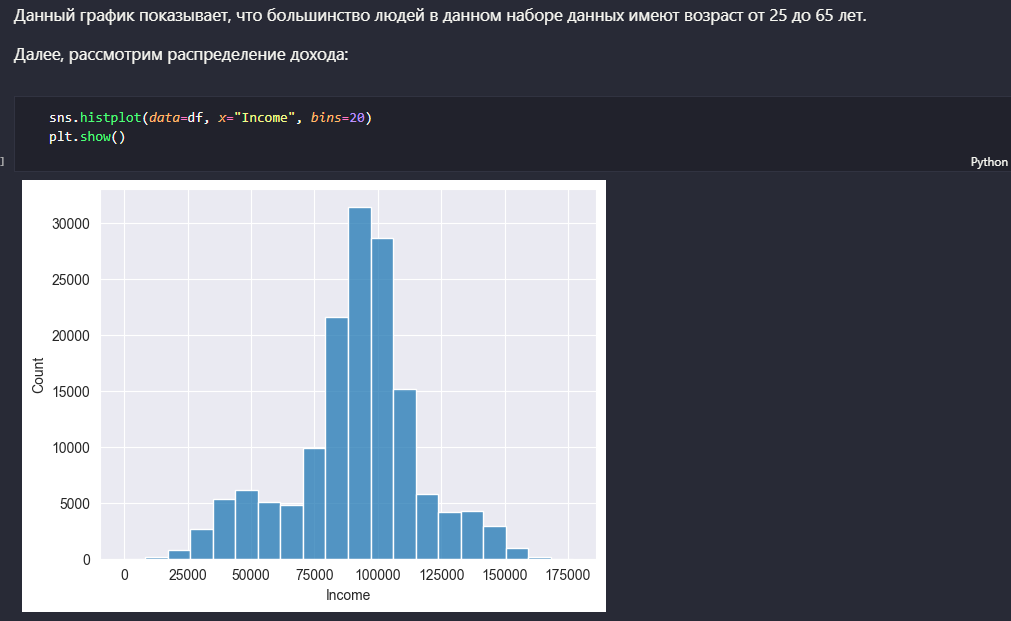 Данный график показывает, что большинство людей в данном наборе данных имеют возраст от 25 до 65 лет.
Далее, рассмотрим распределение дохода:
sns.histplot(data=df, x="Income", bins=20)
plt.show()
]
Python
30000
25000
20000
15000
10000
5000
0
Count
0 25000 50000 75000 100000 125000 150000 175000
Income